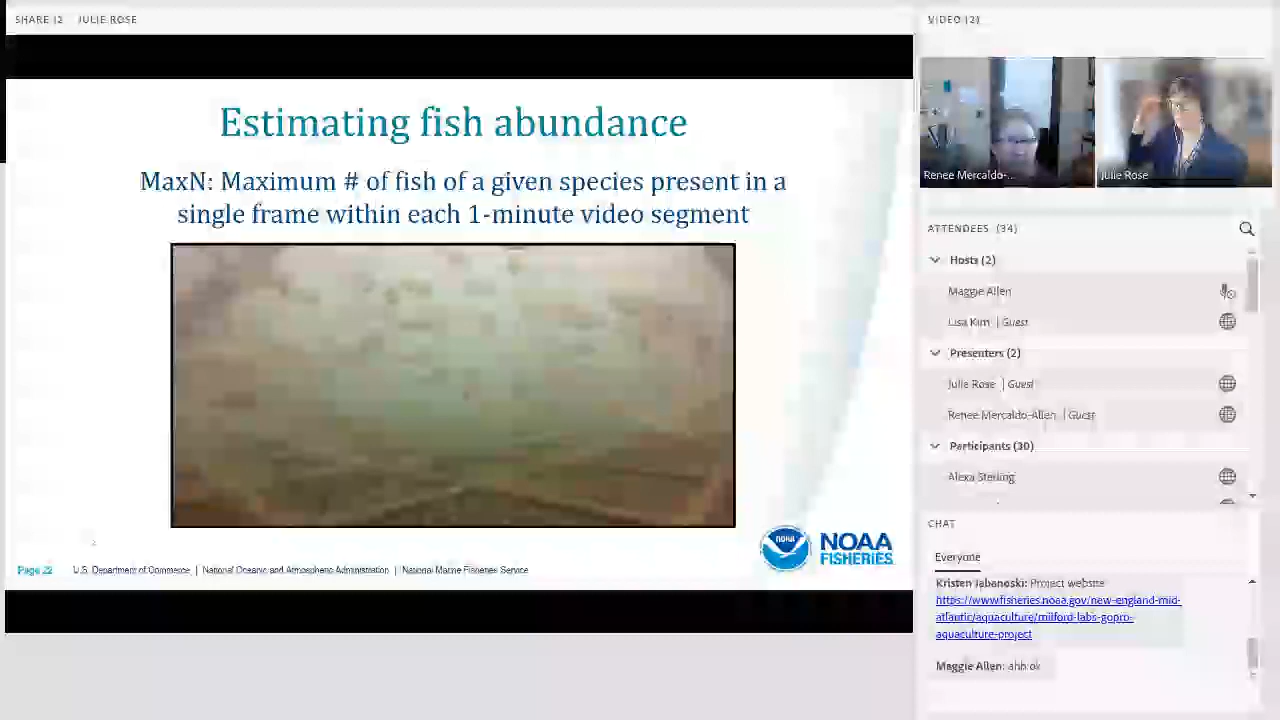 SHARE (2 JULIE ROSE
Estimating fish abundance
MaxN: Maximum # of fish of a given species present in a
single frame within each 1-minute video segment
NOAA
NOAA
FISHERIES
Page 22 U.S. Department of Commerce | National Oceanic and Atmospheric Administration | National Marine Fisheries Service
VIDEO (2)
Renee Mercaldo-...
Julie Rose
ATTENDEES (34)
Hosts (2)
Maggie Allen
Lisa Kim | Guest
Presenters (2)
Julie Rose | Guest
Renee Mercaldo-Allen | Guest
Participants (30)
Alexa Sterling
CHAT
Everyone
Kristen Jabanoski: Project website
https://www.fisheries.noaa.gov/new-england-mid-
atlantic/aquaculture/milford-labs-gopro-
aquaculture-project
Maggie Allen: ahh ok